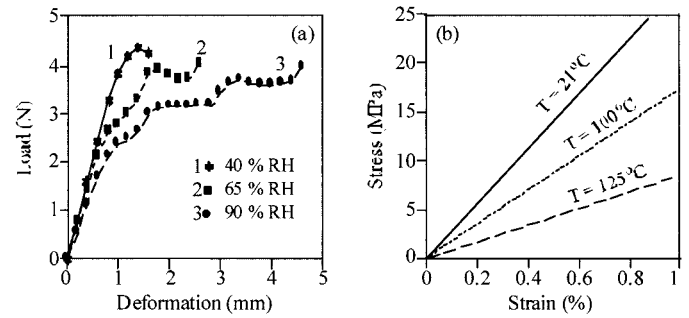 (a)
5
4
3
2
1
0
0 1 2 3 4 5
Load (N)
Deformation (mm)
1
2
3
1 40 % RH
2 65 % RH
3 90 % RH
(b)
25
20
15
10
5
0
0 0.2 0.4 0.6 0.8 1
Stress (MPa)
Strain (%)
T = 21°C
T = 100°C
T = 125°C